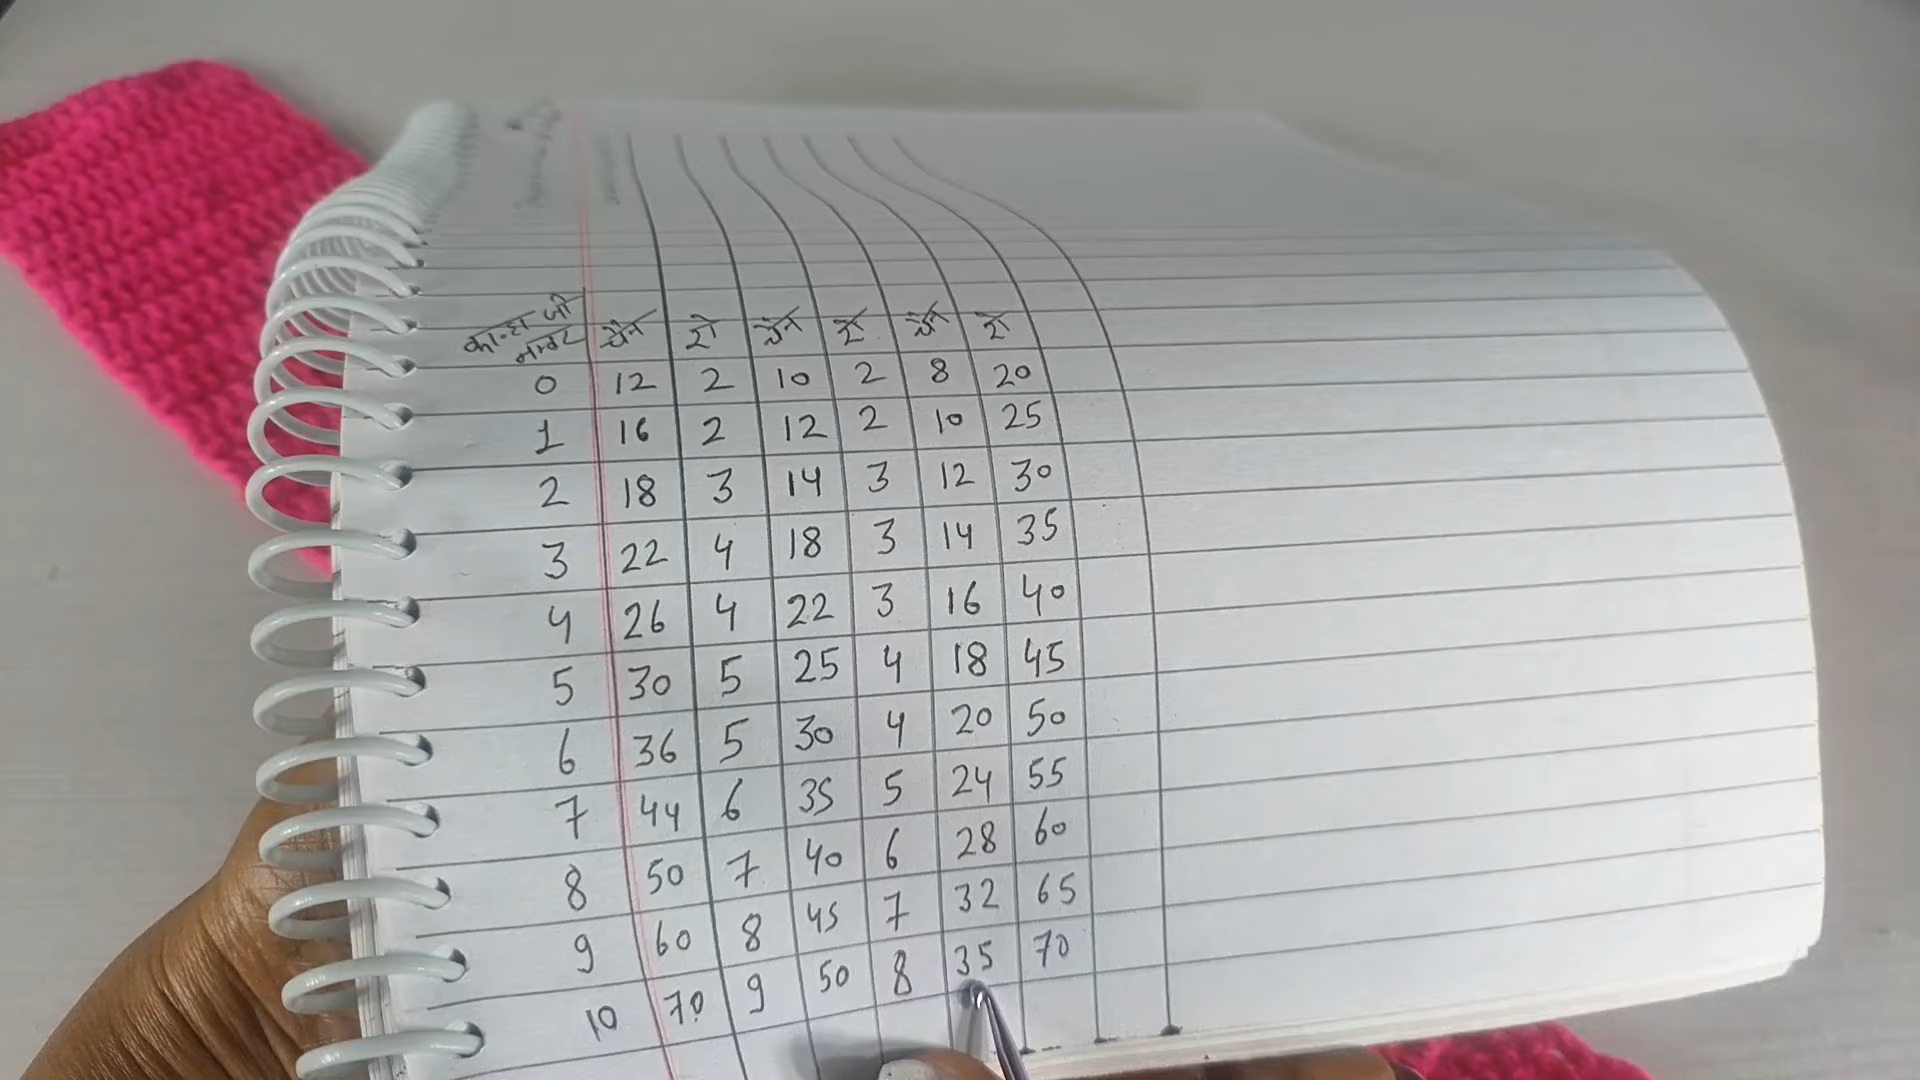 कान्हा जी
नाम्बर चैन रो चैन रो चैन रो
0 12 2 10 2 8 20
1 16 2 12 2 10 25
2 18 3 14 3 12 30
3 22 4 18 3 14 35
4 26 4 22 3 16 40
5 30 5 25 4 18 45
6 36 5 30 4 20 50
7 44 6 35 5 24 55
8 50 7 40 6 28 60
9 60 8 45 7 32 65
10 70 9 50 8 35 70